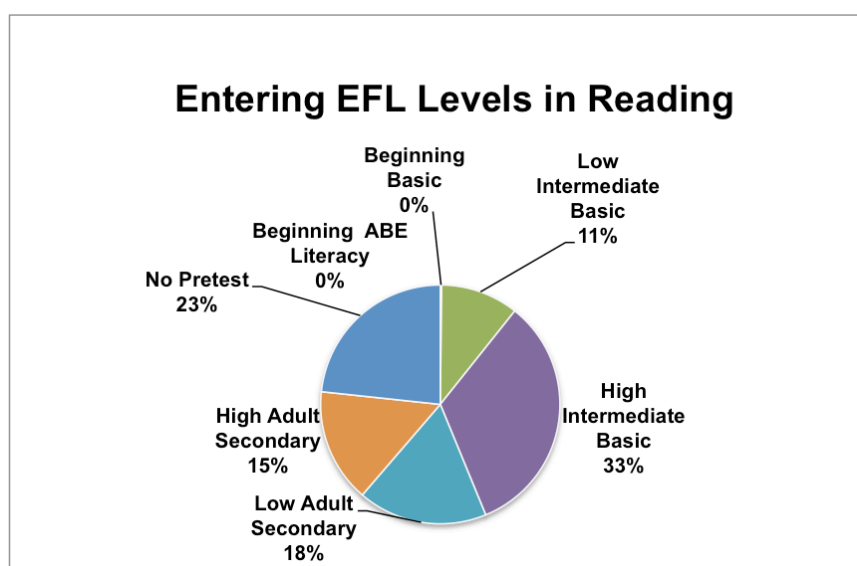 Entering EFL Levels in Reading
Beginning
Basic
0%
Low
Intermediate
Basic
11%
Beginning ABE
Literacy
0%
No Pretest
23%
High
Intermediate
Basic
33%
High Adult
Secondary
15%
Low Adult
Secondary
18%